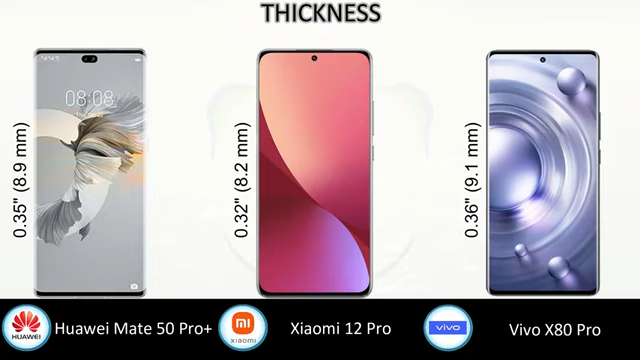 THICKNESS
0.35" (8.9 mm)
08:08
0.32" (8.2 mm)
0.36" (9.1 mm)
HUAWEI
Huawei Mate 50 Pro+
mi
xiaomi
Xiaomi 12 Pro
vivo
Vivo X80 Pro